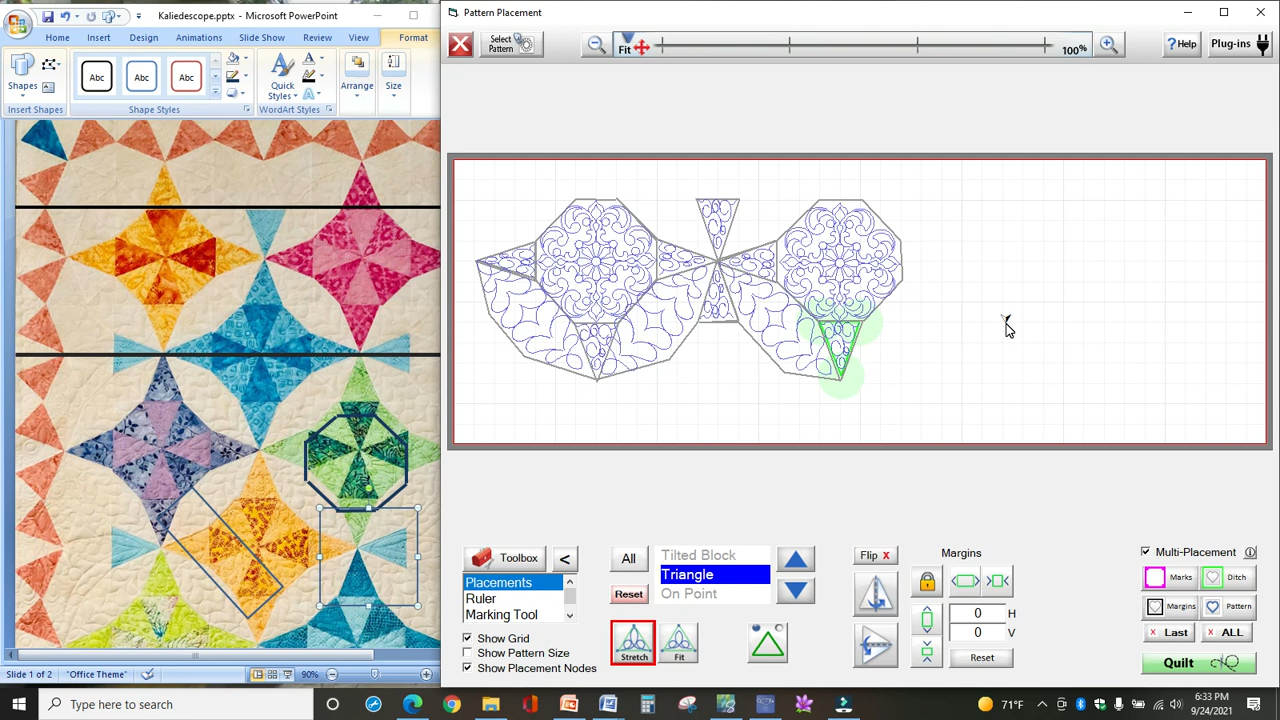 Kaliedescope.pptx - Microsoft PowerPoint
Home Insert Design Animations Slide Show Review View Format
Shapes
Abc Abc Abc
Quick Styles
Arrange
Size
Insert Shapes Shape Styles WordArt Styles
Slide 1 of 2 "Office Theme" 90%
Pattern Placement
Select Pattern
Fit
100%
?Help
Plug-ins
Toolbox
<
Placements
Ruler
Marking Tool
Show Grid
Show Pattern Size
Show Placement Nodes
All
Reset
Tilted Block
Triangle
On Point
Stretch
Fit
Flip X
Margins
0 H
0 V
Reset
Multi-Placement
Marks
Ditch
Margins
Pattern
x Last
x ALL
Quilt
Type here to search
71°F
6:33 PM
9/24/2021